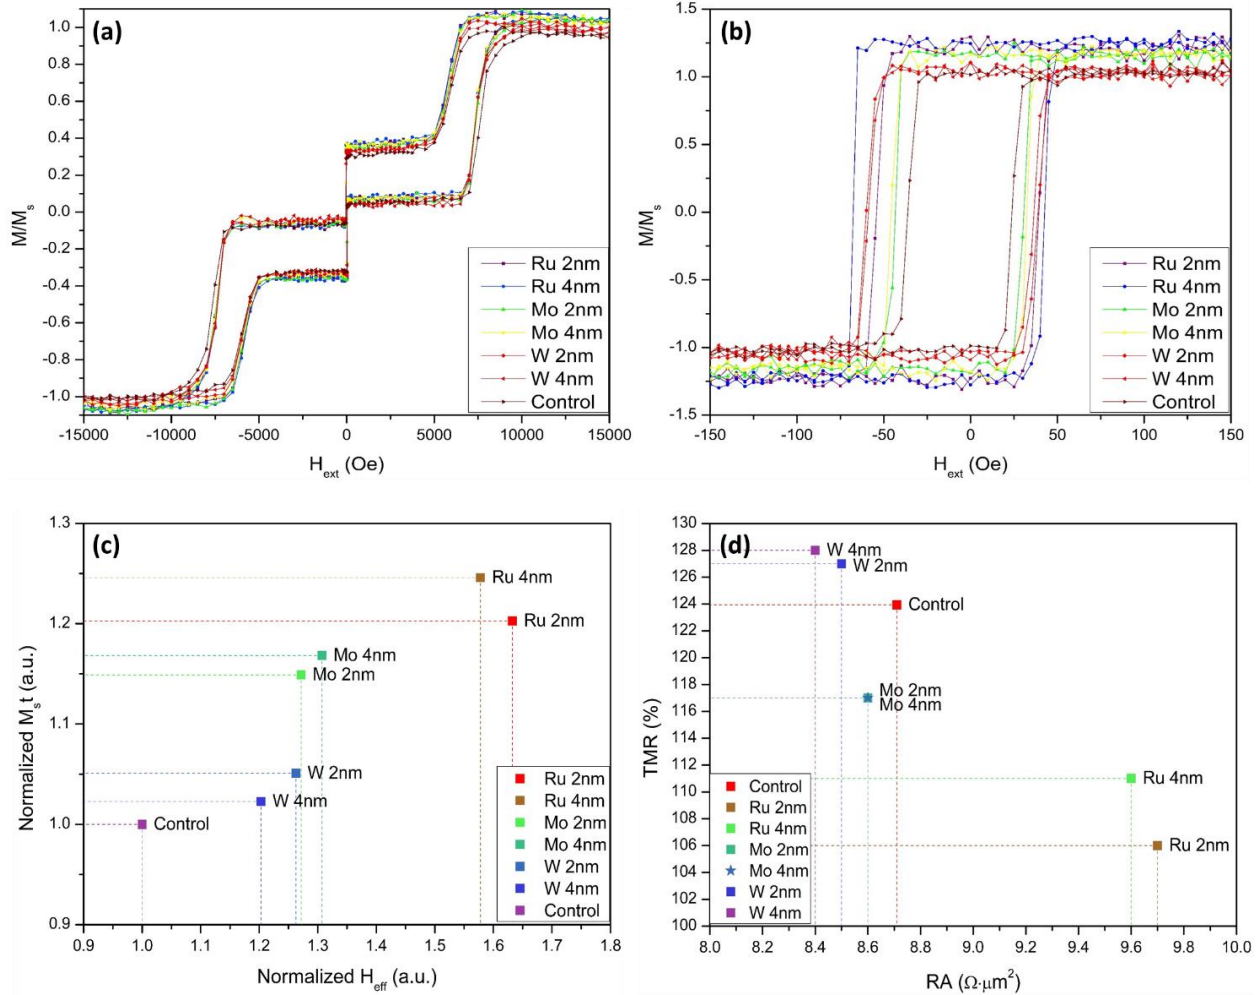 (a)
1.0
0.8
0.6
0.4
0.2
0.0
-0.2
-0.4
-0.6
-0.8
-1.0
M/Mₛ
-15000 -10000 -5000 0 5000 10000 15000
H_ext (Oe)
Ru 2nm
Ru 4nm
Mo 2nm
Mo 4nm
W 2nm
W 4nm
Control
(b)
1.5
1.0
0.5
0.0
-0.5
-1.0
-1.5
M/Mₛ
-150 -100 -50 0 50 100 150
H_ext (Oe)
Ru 2nm
Ru 4nm
Mo 2nm
Mo 4nm
W 2nm
W 4nm
Control
(c)
1.3
1.2
1.1
1.0
0.9
Normalized Mₛt (a.u.)
Ru 4nm
Ru 2nm
Mo 4nm
Mo 2nm
W 2nm
W 4nm
Control
Ru 2nm
Ru 4nm
Mo 2nm
Mo 4nm
W 2nm
W 4nm
Control
0.9 1.0 1.1 1.2 1.3 1.4 1.5 1.6 1.7 1.8
Normalized H_eff (a.u.)
(d)
130
128
126
124
122
120
118
116
114
112
110
108
106
104
102
100
TMR (%)
W 4nm
W 2nm
Control
Mo 2nm
Mo 4nm
Ru 4nm
Ru 2nm
Control
Ru 2nm
Ru 4nm
Mo 2nm
Mo 4nm
W 2nm
W 4nm
8.0 8.2 8.4 8.6 8.8 9.0 9.2 9.4 9.6 9.8 10.0
RA (Ω·μm²)